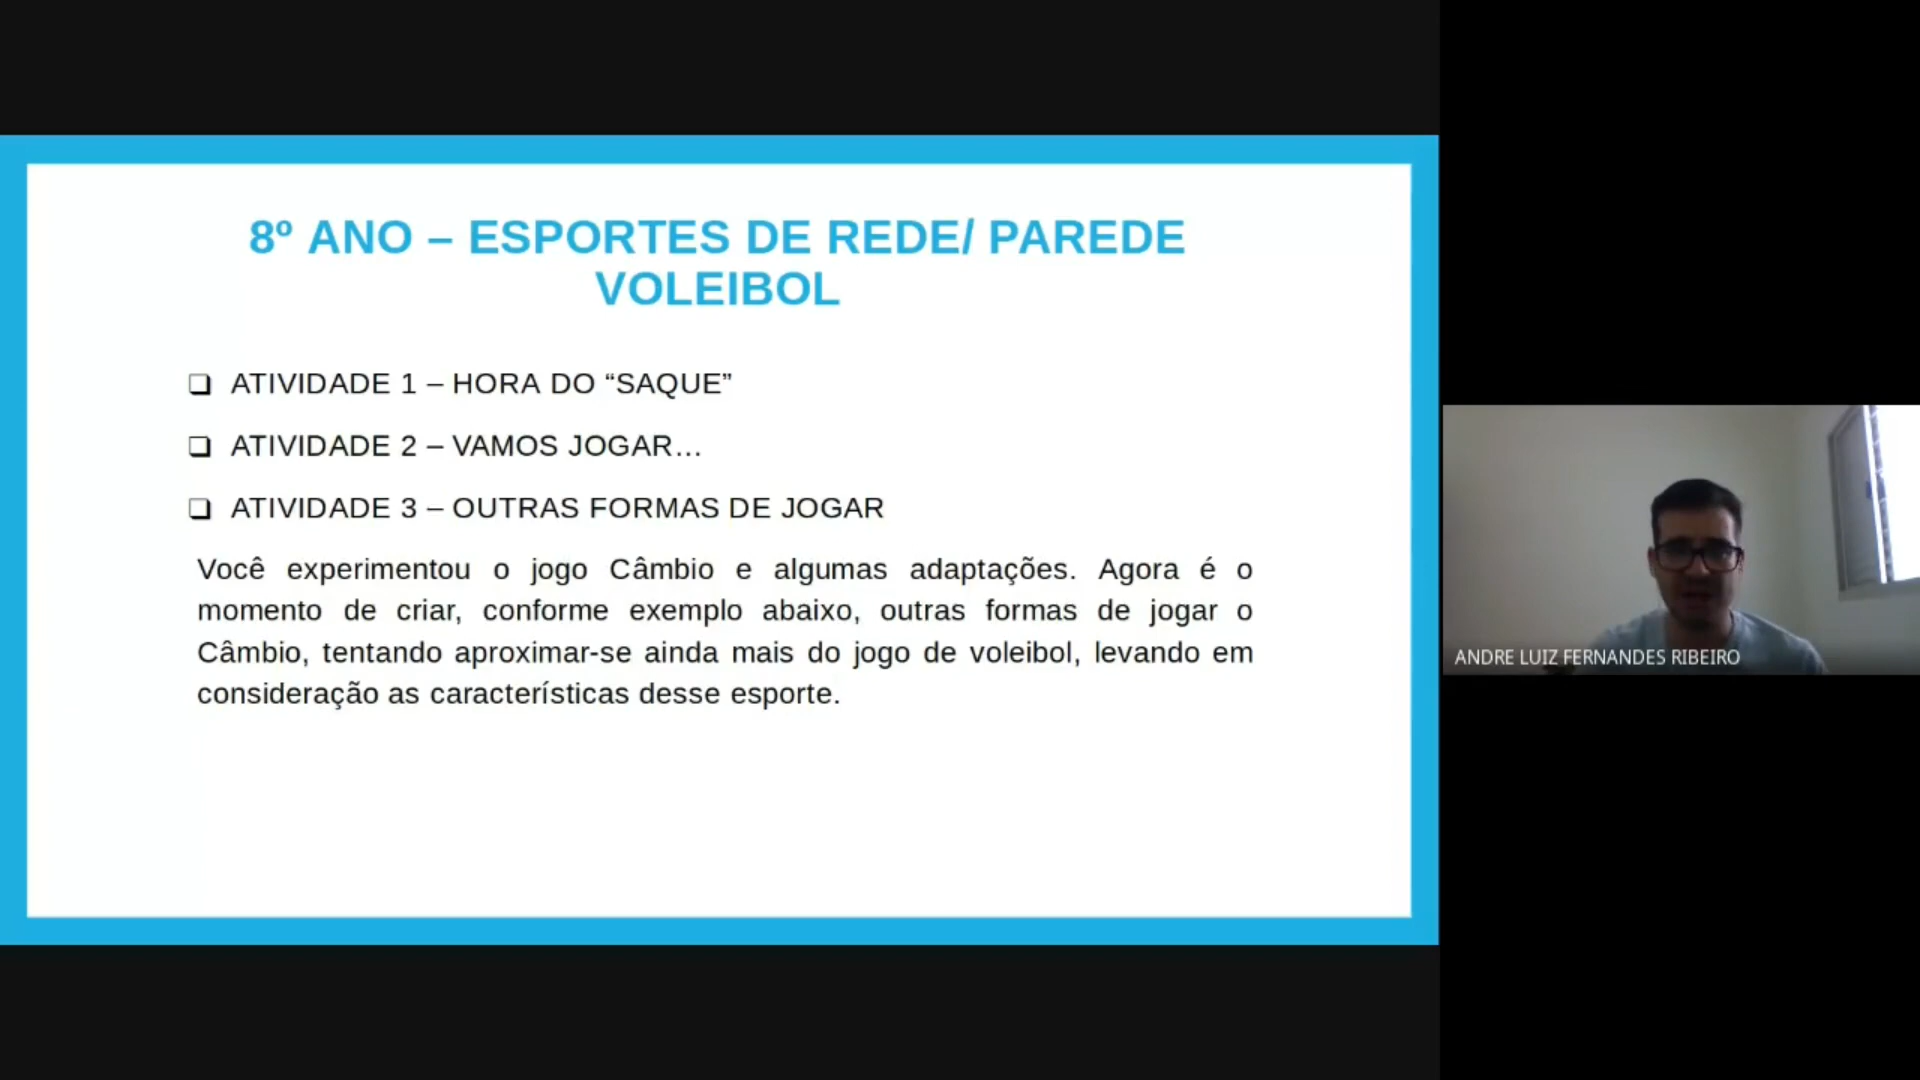 8º ANO – ESPORTES DE REDE/ PAREDE
VOLEIBOL
❑ ATIVIDADE 1 – HORA DO “SAQUE”
❑ ATIVIDADE 2 – VAMOS JOGAR…
❑ ATIVIDADE 3 – OUTRAS FORMAS DE JOGAR
Você experimentou o jogo Câmbio e algumas adaptações. Agora é o
momento de criar, conforme exemplo abaixo, outras formas de jogar o
Câmbio, tentando aproximar-se ainda mais do jogo de voleibol, levando em
consideração as características desse esporte.
ANDRE LUIZ FERNANDES RIBEIRO